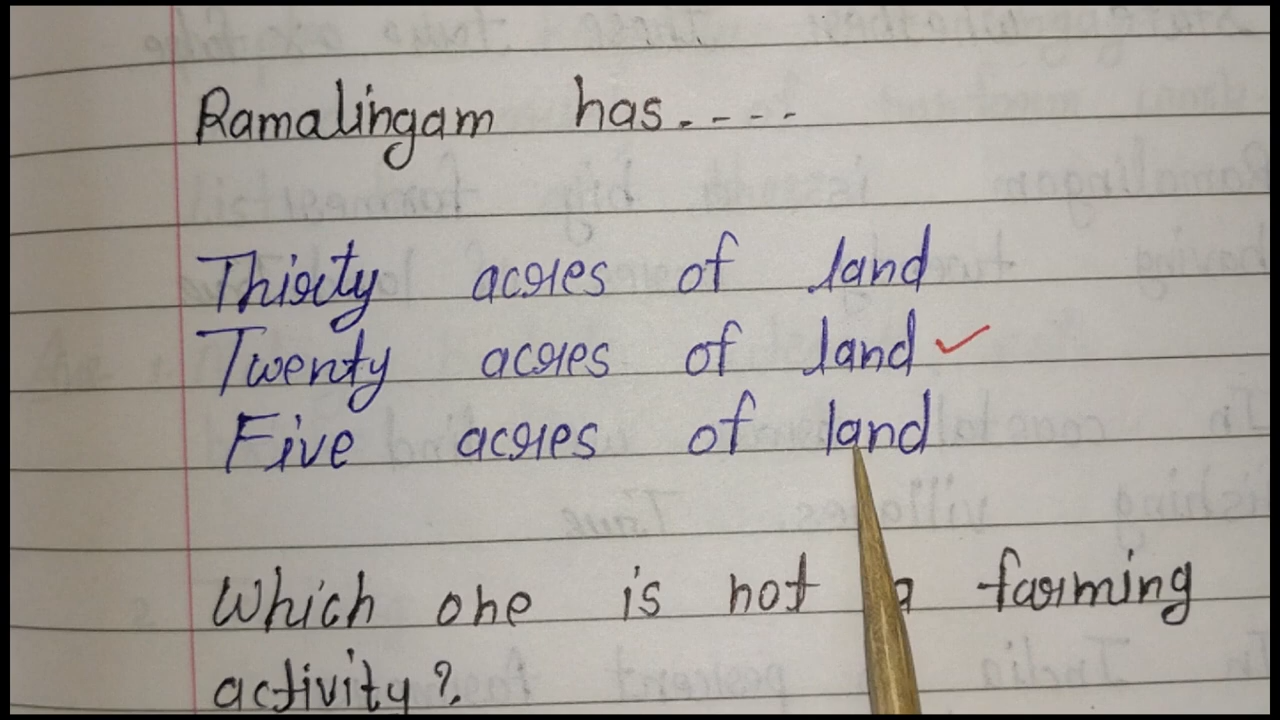 Ramalingam has.----
Thirty acres of land
Twenty acres of land ✓
Five acres of land
Which one is not a farming
activity?